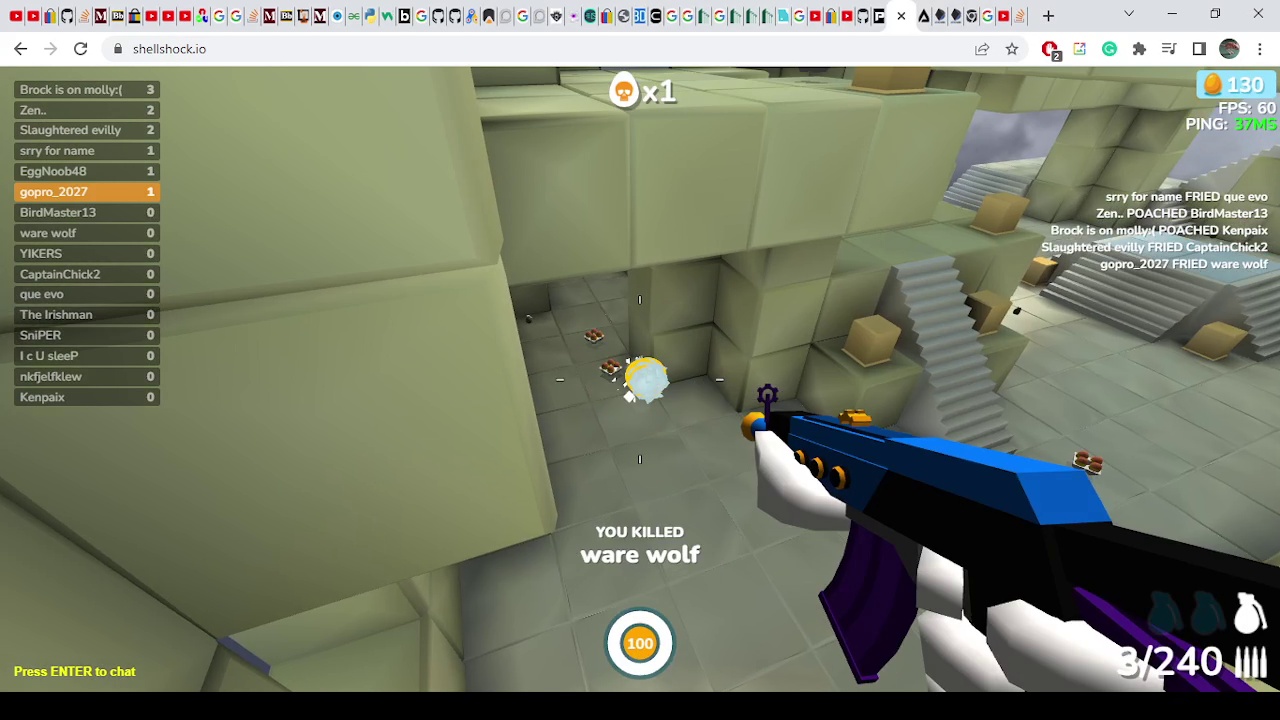 shellshock.io
2
Brock is on molly:( 3
Zen.. 2
Slaughtered evilly 2
srry for name 1
EggNoob48 1
gopro_2027 1
BirdMaster13 0
ware wolf 0
YIKERS 0
CaptainChick2 0
que evo 0
The Irishman 0
SniPER 0
I c U sleeP 0
nkfjelfklew 0
Kenpaix 0
x1
130
FPS: 60
PING: 37MS
srry for name FRIED que evo
Zen.. POACHED BirdMaster13
Brock is on molly:( POACHED Kenpaix
Slaughtered evilly FRIED CaptainChick2
gopro_2027 FRIED ware wolf
YOU KILLED
ware wolf
100
3/240
Press ENTER to chat